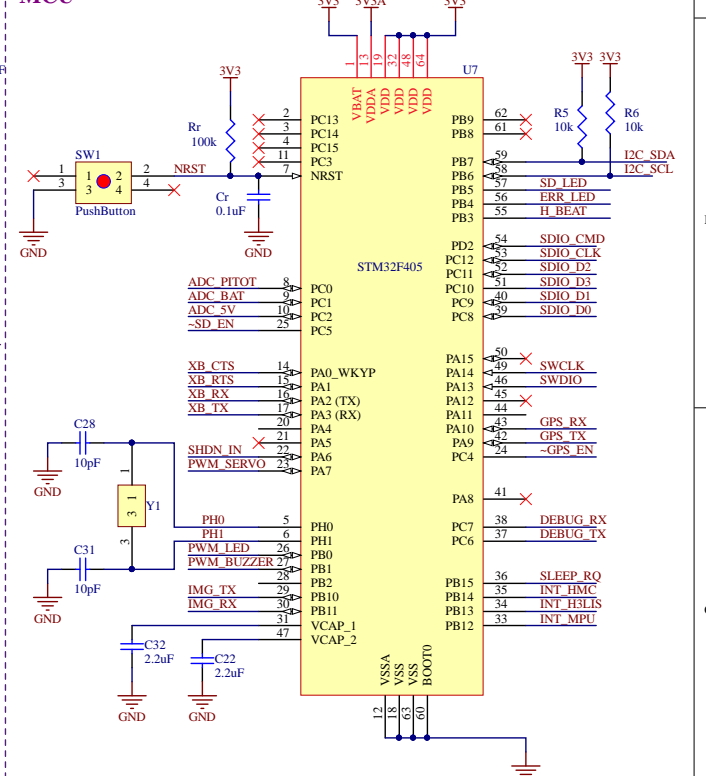 MCU
3V3 3V3A 3V3
1 13 19 32 48 64
VBAT VDDA VDD VDD VDD VDD
U7
3V3
3V3 3V3
Rr
100k
R5
10k
R6
10k
SW1
1 1 2 2
3 3 4 4
PushButton
NRST
Cr
0.1uF
GND
GND
STM32F405
2 PC13
3 PC14
4 PC15
11 PC3
7 NRST
ADC_PITOT 8 PC0
ADC_BAT 9 PC1
ADC_5V 10 PC2
~SD_EN 25 PC5
XB_CTS 14 PA0_WKYP
XB_RTS 15 PA1
XB_RX 16 PA2 (TX)
XB_TX 17 PA3 (RX)
20 PA4
21 PA5
SHDN_IN 22 PA6
PWM_SERVO 23 PA7
PH0 5 PH0
PH1 6 PH1
PWM_LED 26 PB0
PWM_BUZZER 27 PB1
28 PB2
IMG_TX 29 PB10
IMG_RX 30 PB11
31 VCAP_1
47 VCAP_2
C28
10pF
GND
1
1
3
Y1
3
C31
10pF
GND
C32
2.2uF
GND
C22
2.2uF
GND
PB9 62
PB8 61
PB7 59 I2C_SDA
PB6 58 I2C_SCL
PB5 57 SD_LED
PB4 56 ERR_LED
PB3 55 H_BEAT
PD2 54 SDIO_CMD
PC12 53 SDIO_CLK
PC11 52 SDIO_D2
PC10 51 SDIO_D3
PC9 40 SDIO_D1
PC8 39 SDIO_D0
PA15 50
PA14 49 SWCLK
PA13 46 SWDIO
PA12 45
PA11 44
PA10 43 GPS_RX
PA9 42 GPS_TX
PC4 24 ~GPS_EN
PA8 41
PC7 38 DEBUG_RX
PC6 37 DEBUG_TX
PB15 36 SLEEP_RQ
PB14 35 INT_HMC
PB13 34 INT_H3LIS
PB12 33 INT_MPU
VSSA VSS VSS BOOT0
12 18 63 60